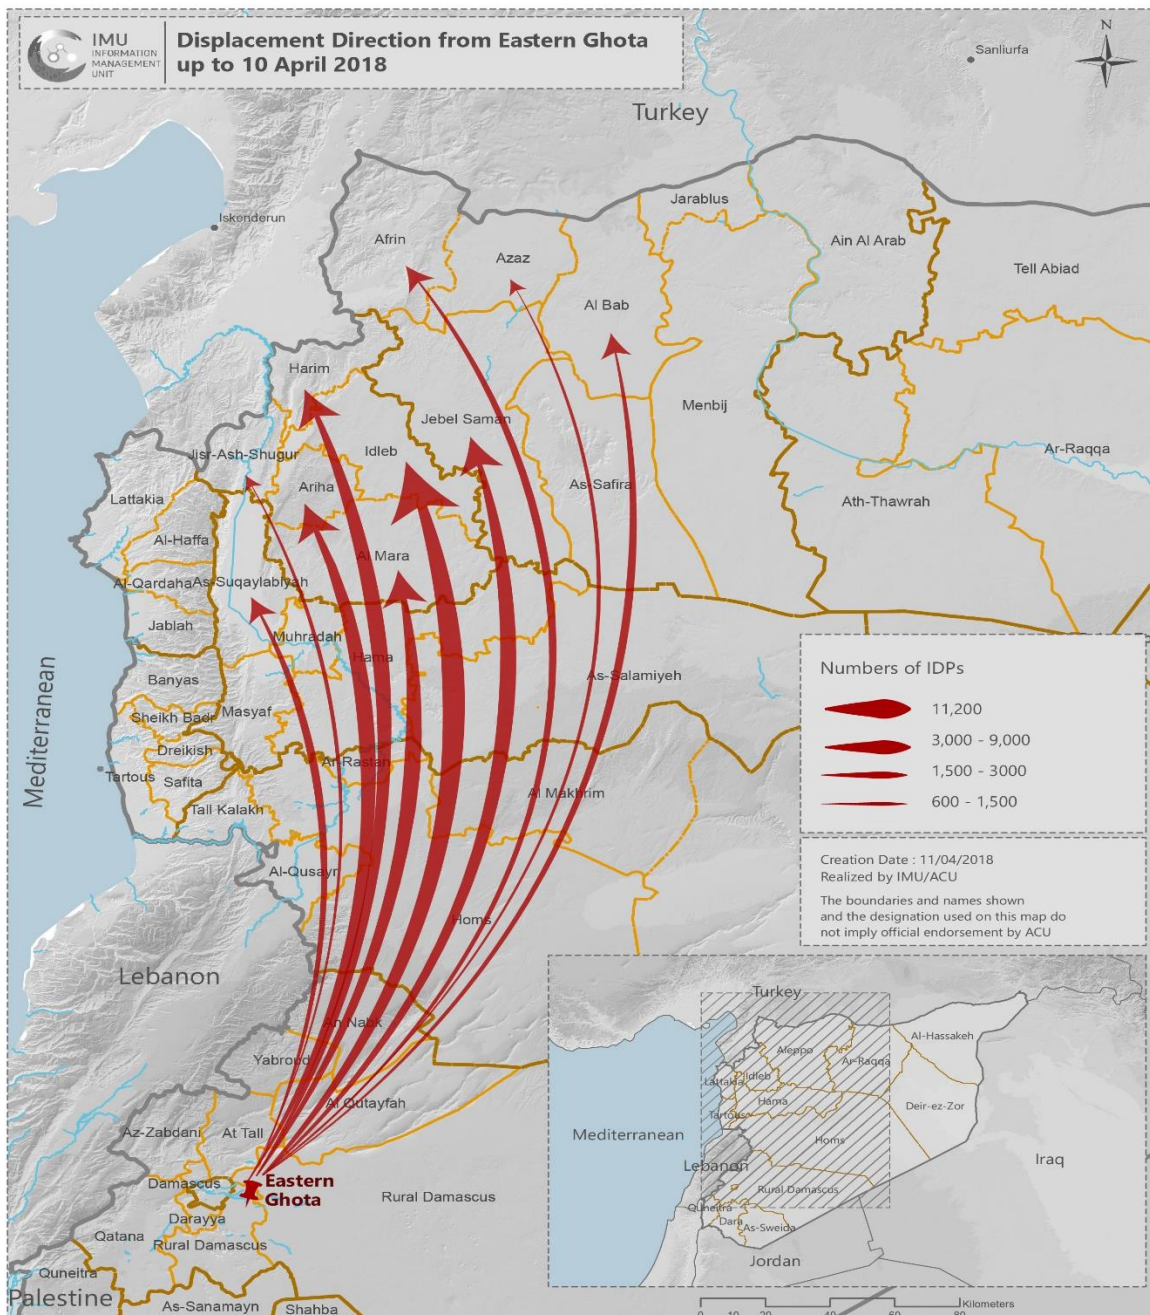 IMU
INFORMATION
MANAGEMENT
UNIT
Displacement Direction from Eastern Ghota
up to 10 April 2018
N
Sanliurfa
Turkey
Iskenderun
Jarablus
Afrin
Azaz
Ain Al Arab
Tell Abiad
Al Bab
Harim
Jebel Saman
Menbij
Jisr-Ash-Shugur
Idleb
Ar-Raqqa
Lattakia
Ariha
As-Safira
Ath-Thawrah
Al-Haffa
Al Mara
Al-Qardaha
As-Suqaylabiyah
Jablah
Muhradah
Hama
Banyas
As-Salamiyeh
Mediterranean
Sheikh Badr
Masyaf
Dreikish
Tartous
Safita
Ar-Rastan
Tall Kalakh
Al Makhrim
Al-Qusayr
Homs
Lebanon
An Nabk
Yabroud
Al Qutayfah
Az-Zabdani
At Tall
Damascus
Eastern
Ghota
Rural Damascus
Darayya
Qatana
Rural Damascus
Quneitra
Palestine
As-Sanamayn
Shahba
Numbers of IDPs
11,200
3,000 - 9,000
1,500 - 3000
600 - 1,500
Creation Date : 11/04/2018
Realized by IMU/ACU
The boundaries and names shown
and the designation used on this map do
not imply official endorsement by ACU
Turkey
Al-Hassakeh
Aleppo
Ar-Raqqa
Lattakia
Idleb
Hama
Deir-ez-Zor
Tartous
Mediterranean
Homs
Lebanon
Iraq
Rural Damascus
Quneitra
Dara
As-Sweida
Jordan
0 10 20 40 60 80
Kilometers